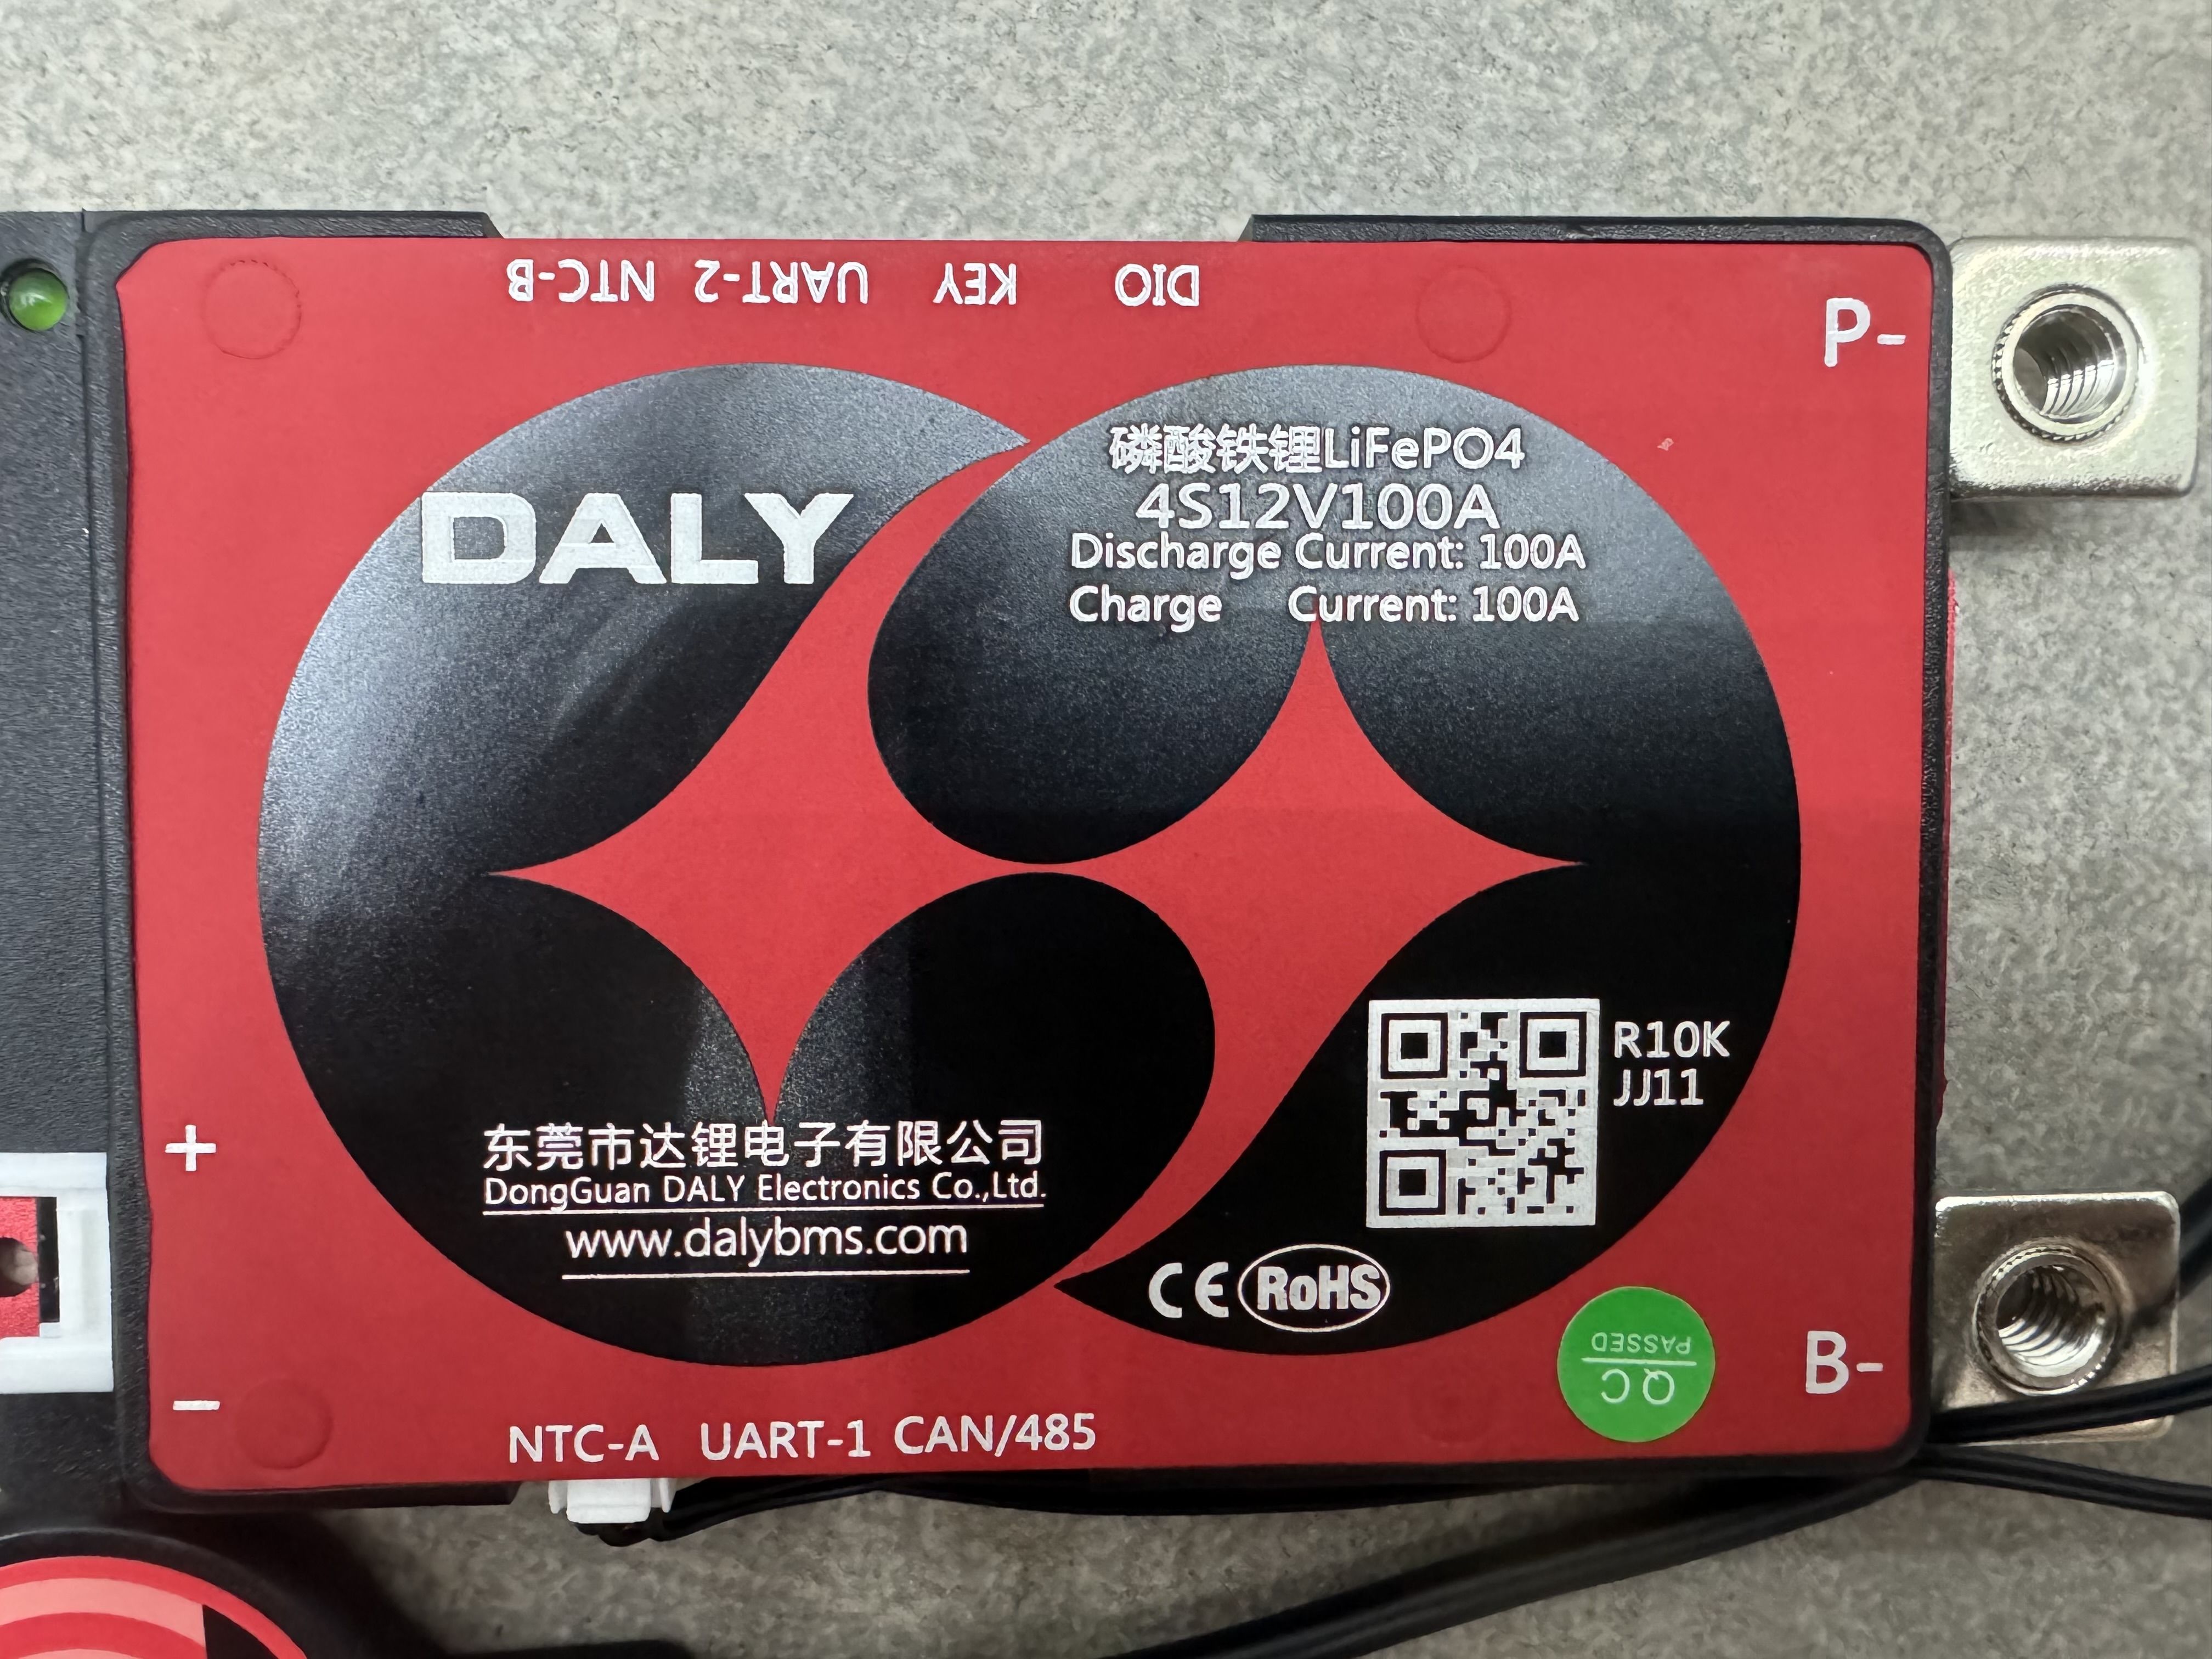 NTC-B UART-2 KEY DIO
P-
DALY
磷酸铁锂LiFePO4
4S12V100A
Discharge Current: 100A
Charge Current: 100A
R10K
JJ11
+
东莞市达锂电子有限公司
DongGuan DALY Electronics Co.,Ltd.
www.dalybms.com
CE RoHS
QC
PASSED
B-
-
NTC-A UART-1 CAN/485